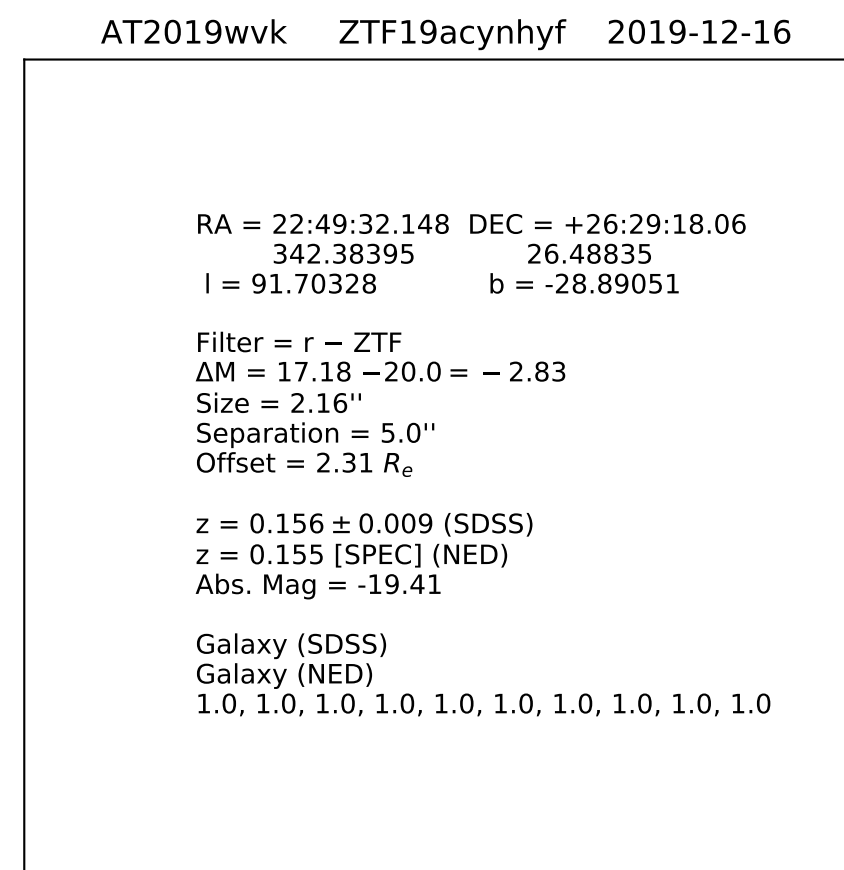 AT2019wvk ZTF19acynhyf 2019-12-16
RA = 22:49:32.148 DEC = +26:29:18.06
342.38395 26.48835
l = 91.70328 b = -28.89051
Filter = r − ZTF
ΔM = 17.18 −20.0 = − 2.83
Size = 2.16''
Separation = 5.0''
Offset = 2.31 Re
z = 0.156 ± 0.009 (SDSS)
z = 0.155 [SPEC] (NED)
Abs. Mag = -19.41
Galaxy (SDSS)
Galaxy (NED)
1.0, 1.0, 1.0, 1.0, 1.0, 1.0, 1.0, 1.0, 1.0, 1.0